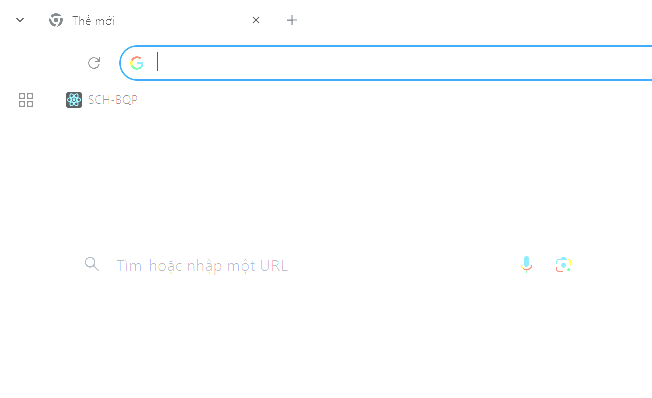 Thẻ mới
SCH-BQP
Tìm hoặc nhập một URL